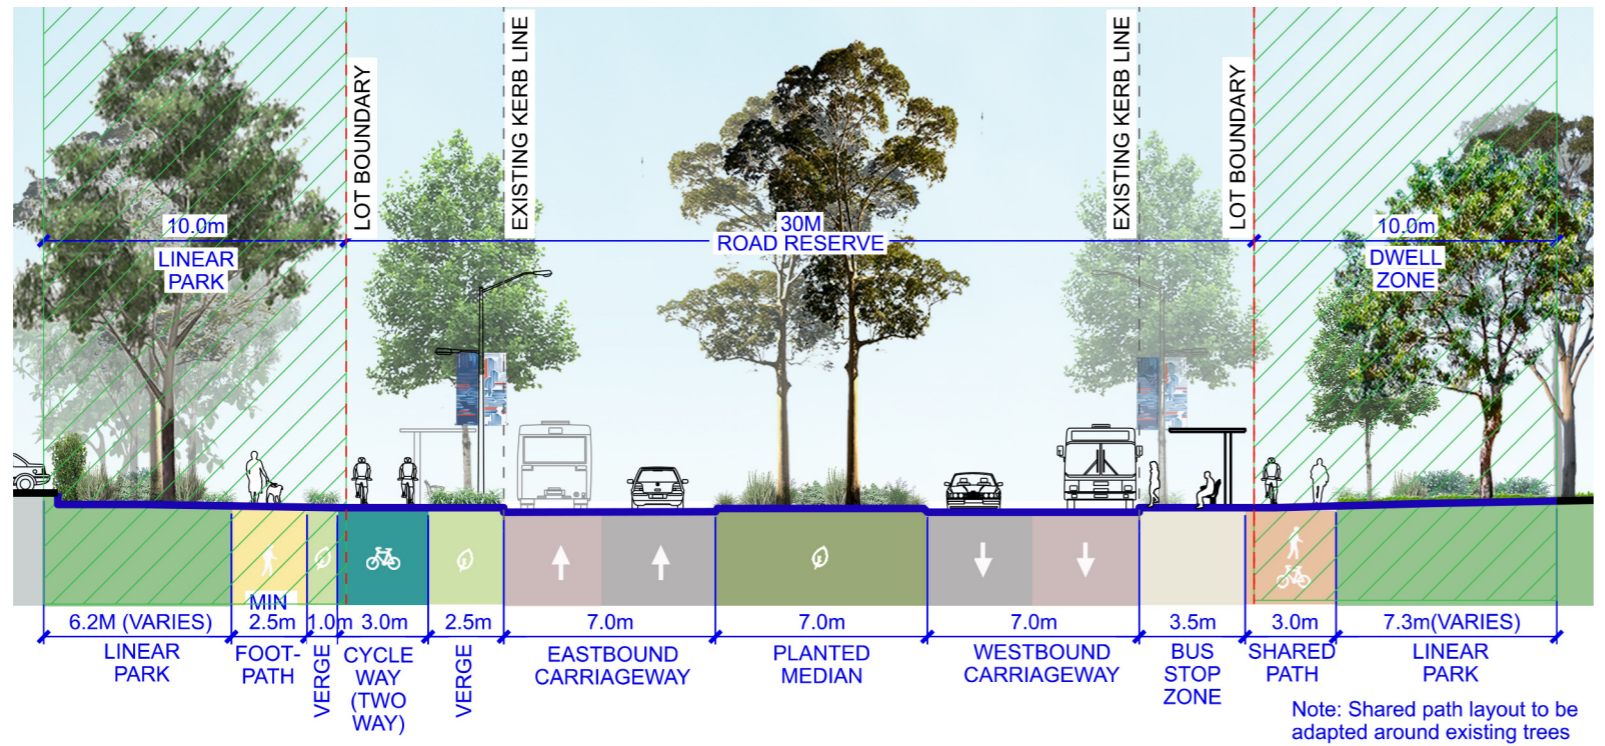 LOT BOUNDARY
EXISTING KERB LINE
EXISTING KERB LINE
LOT BOUNDARY
10.0m
LINEAR
PARK
30M
ROAD RESERVE
10.0m
DWELL
ZONE
6.2M (VARIES)
LINEAR
PARK
MIN
2.5m
FOOT-
PATH
1.0m
VERGE
3.0m
CYCLE
WAY
(TWO
WAY)
2.5m
VERGE
7.0m
EASTBOUND
CARRIAGEWAY
7.0m
PLANTED
MEDIAN
7.0m
WESTBOUND
CARRIAGEWAY
3.5m
BUS
STOP
ZONE
3.0m
SHARED
PATH
7.3m(VARIES)
LINEAR
PARK
Note: Shared path layout to be
adapted around existing trees